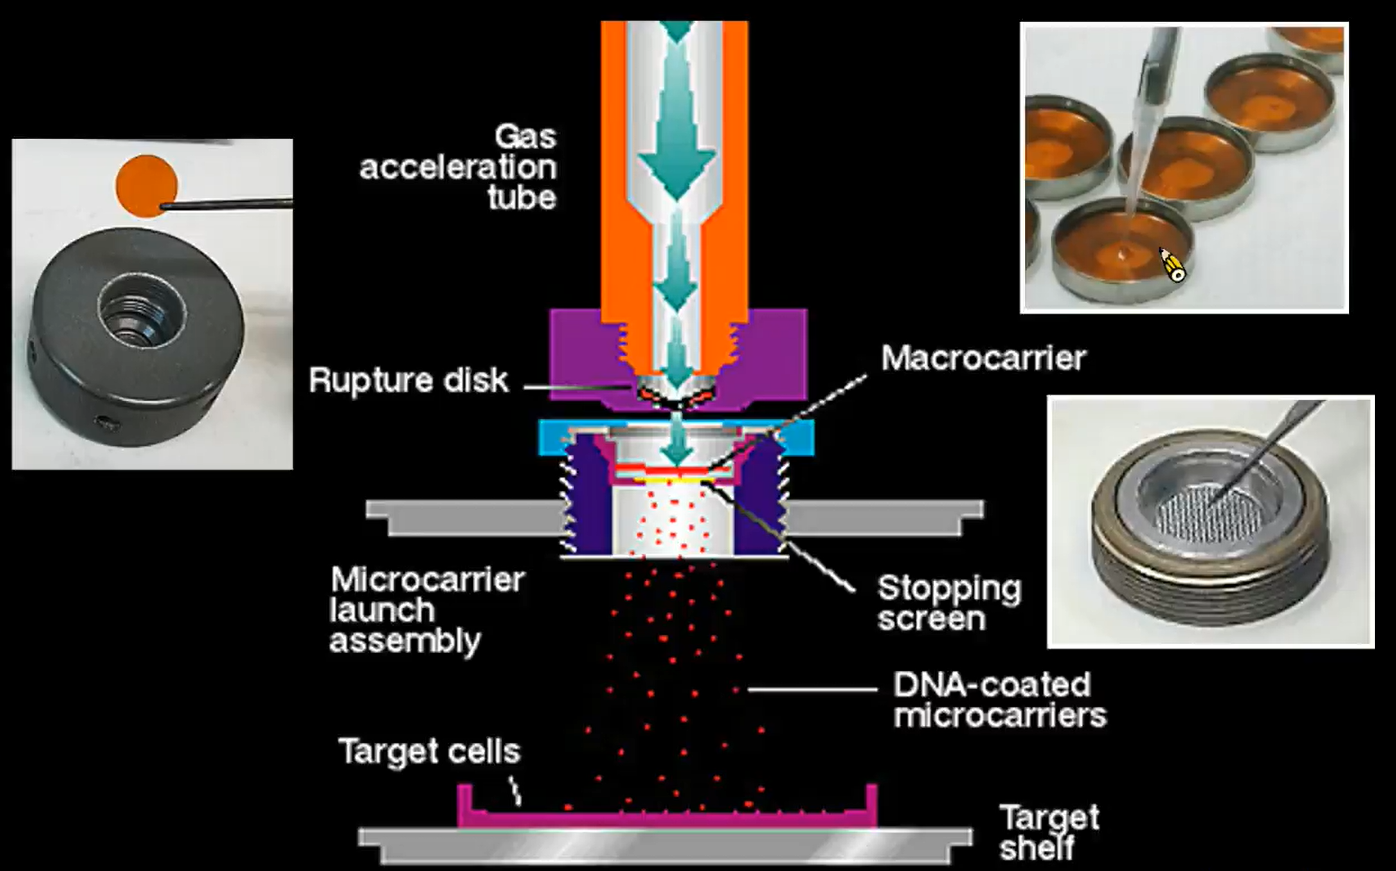 Gas
acceleration
tube
Rupture disk
Macrocarrier
Microcarrier
launch
assembly
Stopping
screen
DNA-coated
microcarriers
Target cells
Target
shelf